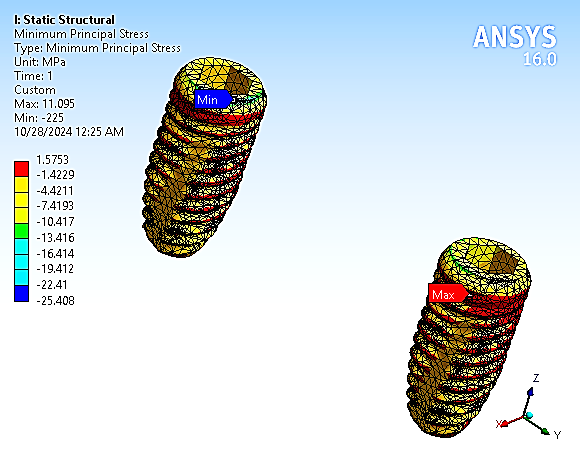 I: Static Structural
Minimum Principal Stress
Type: Minimum Principal Stress
Unit: MPa
Time: 1
Custom
Max: 11.095
Min: -225
10/28/2024 12:25 AM
1.5753
-1.4229
-4.4211
-7.4193
-10.417
-13.416
-16.414
-19.412
-22.41
-25.408
ANSYS
16.0
Min
Max
Z
X
Y